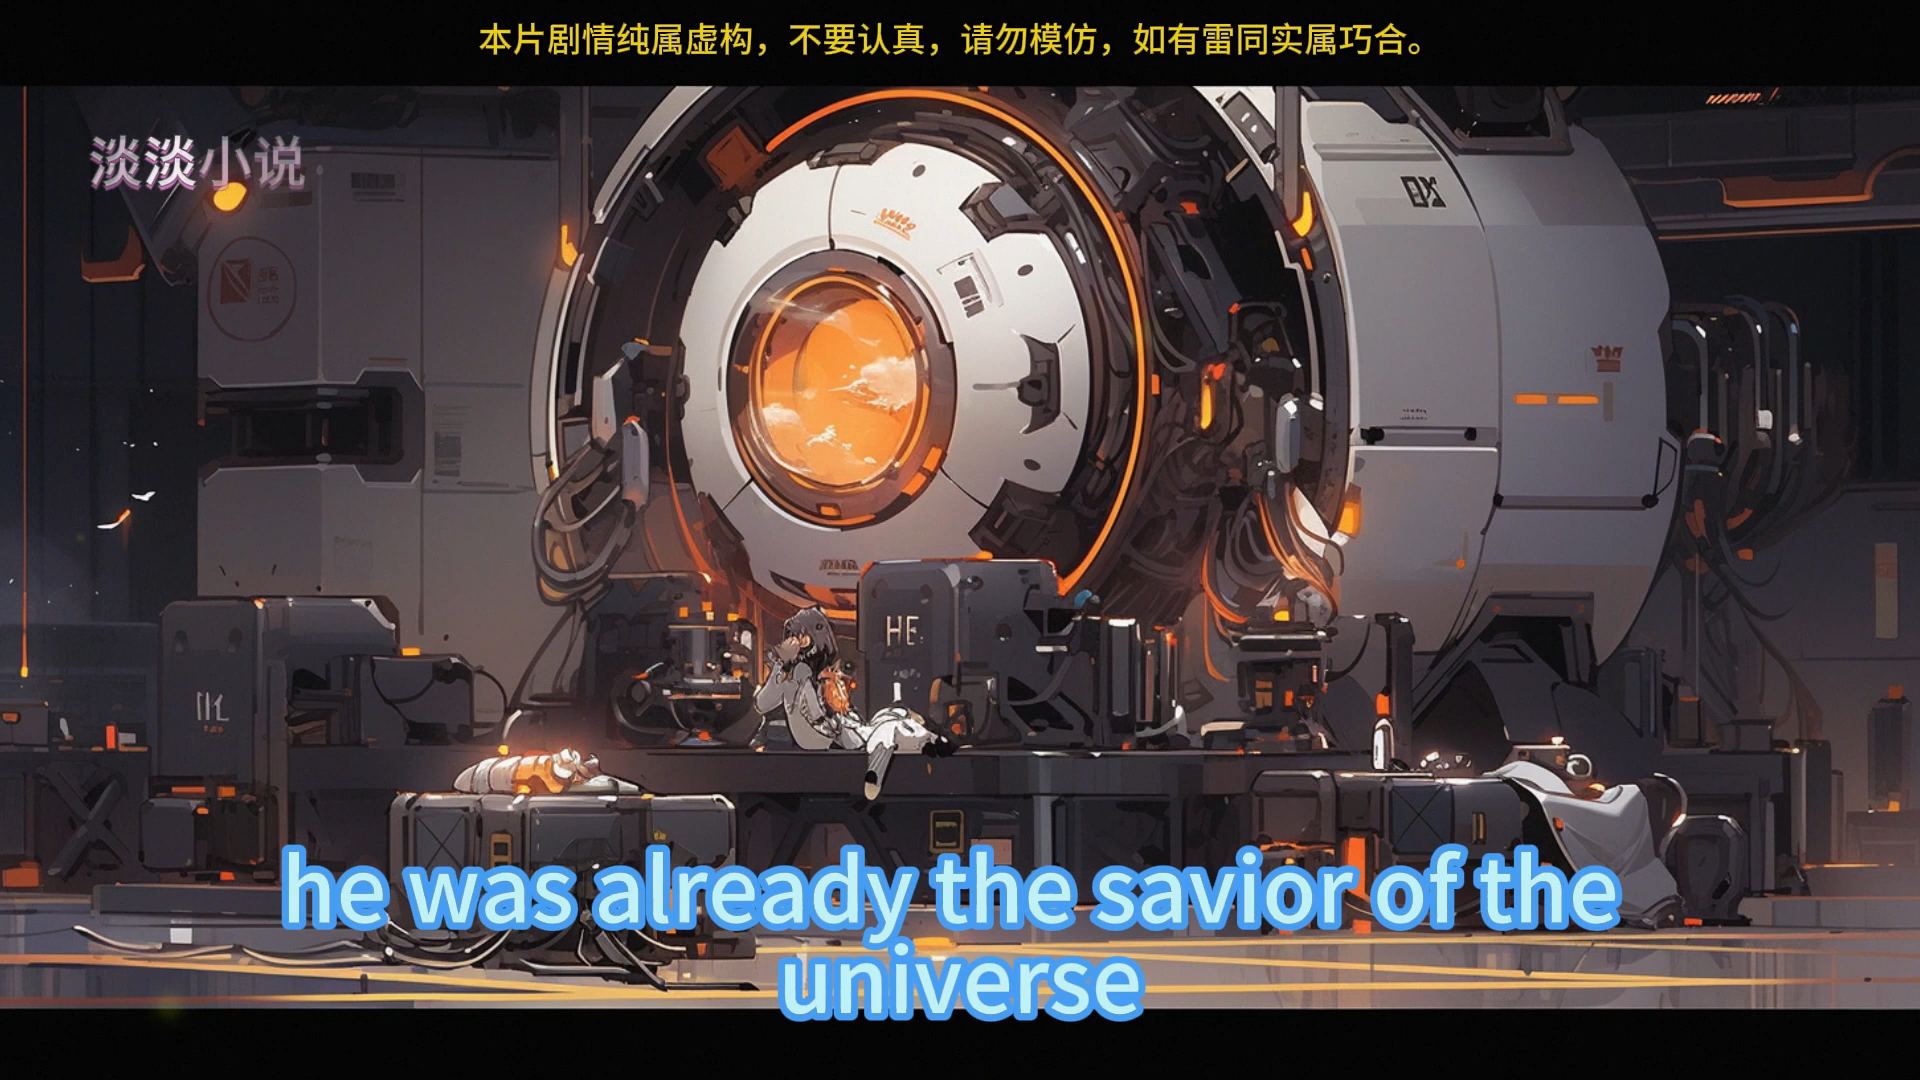 本片剧情纯属虚构，不要认真，请勿模仿，如有雷同实属巧合。
淡淡小说
HE
he was already the savior of the
universe